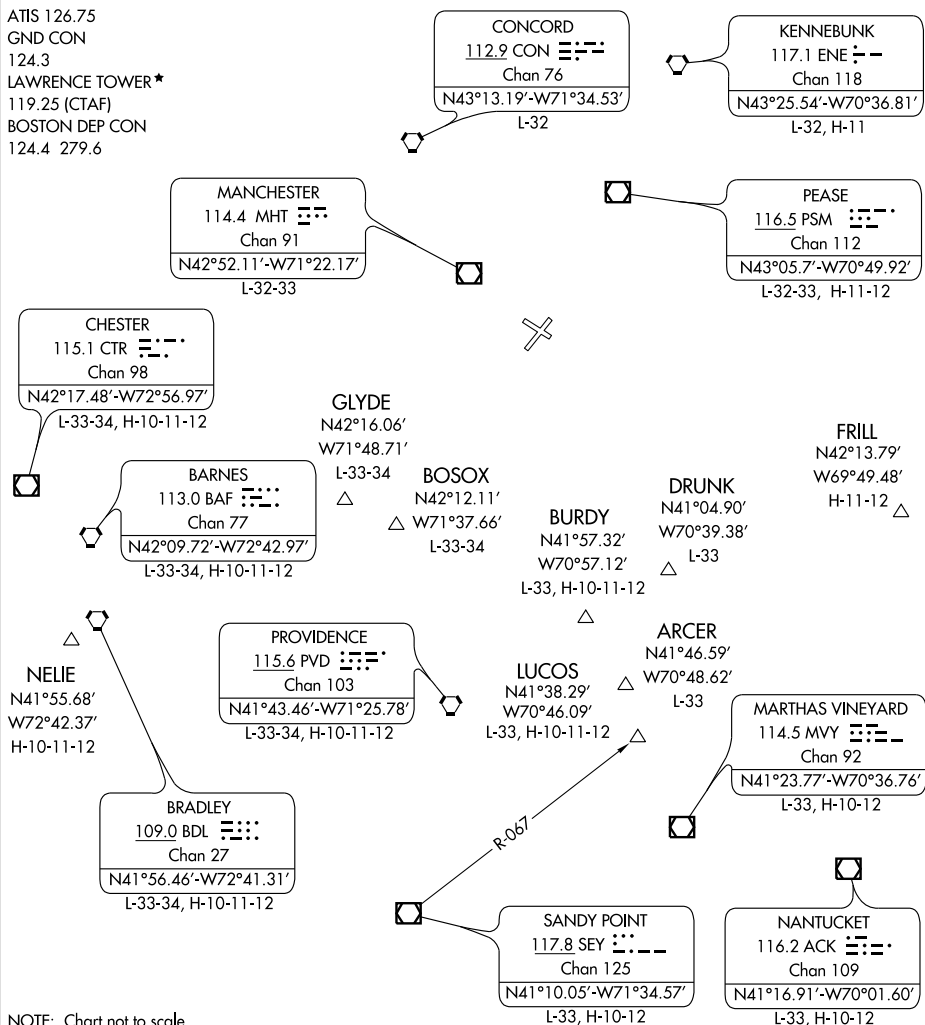 ATIS 126.75
GND CON
124.3
LAWRENCE TOWER★
119.25 (CTAF)
BOSTON DEP CON
124.4 279.6
CONCORD
112.9 CON
Chan 76
N43°13.19′-W71°34.53′
L-32
KENNEBUNK
117.1 ENE
Chan 118
N43°25.54′-W70°36.81′
L-32, H-11
MANCHESTER
114.4 MHT
Chan 91
N42°52.11′-W71°22.17′
L-32-33
PEASE
116.5 PSM
Chan 112
N43°05.7′-W70°49.92′
L-32-33, H-11-12
CHESTER
115.1 CTR
Chan 98
N42°17.48′-W72°56.97′
L-33-34, H-10-11-12
GLYDE
N42°16.06′
W71°48.71′
L-33-34
BOSOX
N42°12.11′
W71°37.66′
L-33-34
FRILL
N42°13.79′
W69°49.48′
H-11-12
BARNES
113.0 BAF
Chan 77
N42°09.72′-W72°42.97′
L-33-34, H-10-11-12
BURDY
N41°57.32′
W70°57.12′
L-33, H-10-11-12
DRUNK
N41°04.90′
W70°39.38′
L-33
NELIE
N41°55.68′
W72°42.37′
H-10-11-12
PROVIDENCE
115.6 PVD
Chan 103
N41°43.46′-W71°25.78′
L-33-34, H-10-11-12
LUCOS
N41°38.29′
W70°46.09′
L-33, H-10-11-12
ARCER
N41°46.59′
W70°48.62′
L-33
MARTHAS VINEYARD
114.5 MVY
Chan 92
N41°23.77′-W70°36.76′
L-33, H-10-12
BRADLEY
109.0 BDL
Chan 27
N41°56.46′-W72°41.31′
L-33-34, H-10-11-12
R-067
SANDY POINT
117.8 SEY
Chan 125
N41°10.05′-W71°34.57′
L-33, H-10-12
NANTUCKET
116.2 ACK
Chan 109
N41°16.91′-W70°01.60′
L-33, H-10-12
NOTE: Chart not to scale